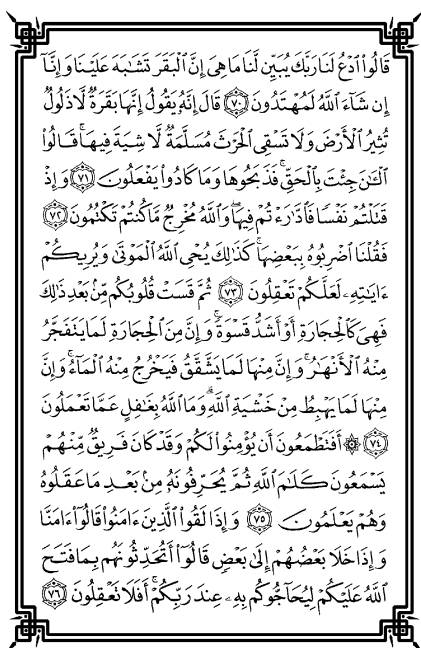 قَالُوا۟ ٱدْعُ لَنَا رَبَّكَ يُبَيِّن لَّنَا مَا هِىَ إِنَّ ٱلْبَقَرَ تَشَٰبَهَ عَلَيْنَا وَإِنَّآ
إِن شَآءَ ٱللَّهُ لَمُهْتَدُونَ ۝٧٠ قَالَ إِنَّهُۥ يَقُولُ إِنَّهَا بَقَرَةٌ لَّا ذَلُولٌ
تُثِيرُ ٱلْأَرْضَ وَلَا تَسْقِى ٱلْحَرْثَ مُسَلَّمَةٌ لَّا شِيَةَ فِيهَا ۚ قَالُوا۟
ٱلْـَٰٔنَ جِئْتَ بِٱلْحَقِّ ۚ فَذَبَحُوهَا وَمَا كَادُوا۟ يَفْعَلُونَ ۝٧١ وَإِذْ
قَتَلْتُمْ نَفْسًا فَٱدَّٰرَْٰٔتُمْ فِيهَا ۖ وَٱللَّهُ مُخْرِجٌ مَّا كُنتُمْ تَكْتُمُونَ ۝٧٢
فَقُلْنَا ٱضْرِبُوهُ بِبَعْضِهَا ۚ كَذَٰلِكَ يُحْىِ ٱللَّهُ ٱلْمَوْتَىٰ وَيُرِيكُمْ
ءَايَٰتِهِۦ لَعَلَّكُمْ تَعْقِلُونَ ۝٧٣ ثُمَّ قَسَتْ قُلُوبُكُم مِّنۢ بَعْدِ ذَٰلِكَ
فَهِىَ كَٱلْحِجَارَةِ أَوْ أَشَدُّ قَسْوَةً ۚ وَإِنَّ مِنَ ٱلْحِجَارَةِ لَمَا يَتَفَجَّرُ
مِنْهُ ٱلْأَنْهَٰرُ ۚ وَإِنَّ مِنْهَا لَمَا يَشَّقَّقُ فَيَخْرُجُ مِنْهُ ٱلْمَآءُ ۚ وَإِنَّ
مِنْهَا لَمَا يَهْبِطُ مِنْ خَشْيَةِ ٱللَّهِ ۗ وَمَا ٱللَّهُ بِغَٰفِلٍ عَمَّا تَعْمَلُونَ
۝٧٤ ۞ أَفَتَطْمَعُونَ أَن يُؤْمِنُوا۟ لَكُمْ وَقَدْ كَانَ فَرِيقٌ مِّنْهُمْ
يَسْمَعُونَ كَلَٰمَ ٱللَّهِ ثُمَّ يُحَرِّفُونَهُۥ مِنۢ بَعْدِ مَا عَقَلُوهُ
وَهُمْ يَعْلَمُونَ ۝٧٥ وَإِذَا لَقُوا۟ ٱلَّذِينَ ءَامَنُوا۟ قَالُوٓا۟ ءَامَنَّا
وَإِذَا خَلَا بَعْضُهُمْ إِلَىٰ بَعْضٍ قَالُوٓا۟ أَتُحَدِّثُونَهُم بِمَا فَتَحَ
ٱللَّهُ عَلَيْكُمْ لِيُحَآجُّوكُم بِهِۦ عِندَ رَبِّكُمْ ۚ أَفَلَا تَعْقِلُونَ ۝٧٦